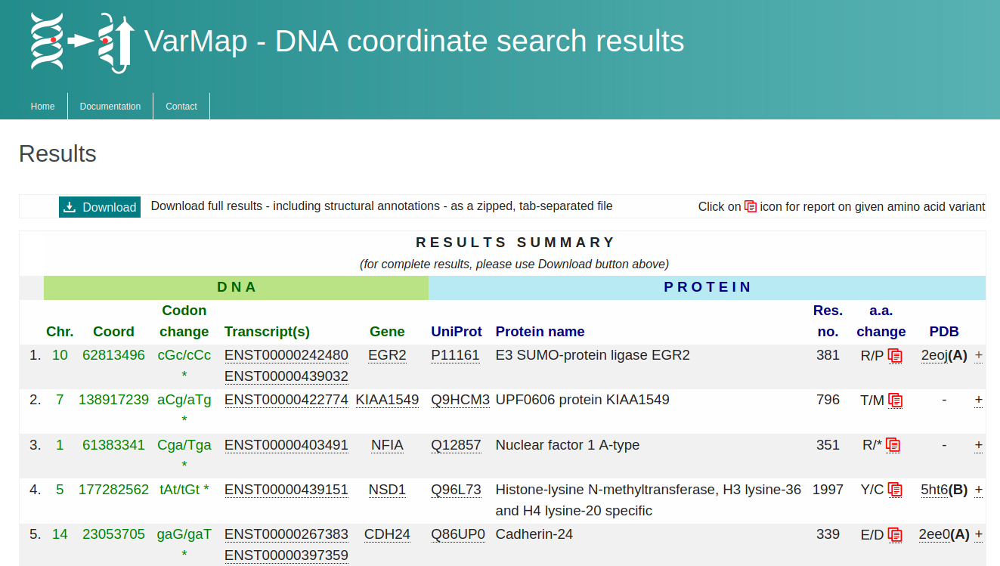 VarMap - DNA coordinate search results
Home Documentation Contact
Results
Download Download full results - including structural annotations - as a zipped, tab-separated file Click on icon for report on given amino acid variant
RESULTS SUMMARY
(for complete results, please use Download button above)
DNA PROTEIN
Codon Res. a.a.
Chr. Coord change Transcript(s) Gene UniProt Protein name no. change PDB
1. 10 62813496 cGc/cCc ENST00000242480 EGR2 P11161 E3 SUMO-protein ligase EGR2 381 R/P 2eoj(A) +
* ENST00000439032
2. 7 138917239 aCg/aTg ENST00000422774 KIAA1549 Q9HCM3 UPF0606 protein KIAA1549 796 T/M - +
*
3. 1 61383341 Cga/Tga ENST00000403491 NFIA Q12857 Nuclear factor 1 A-type 351 R/* - +
*
4. 5 177282562 tAt/tGt * ENST00000439151 NSD1 Q96L73 Histone-lysine N-methyltransferase, H3 lysine-36 1997 Y/C 5ht6(B) +
and H4 lysine-20 specific
5. 14 23053705 gaG/gaT ENST00000267383 CDH24 Q86UP0 Cadherin-24 339 E/D 2ee0(A) +
* ENST00000397359